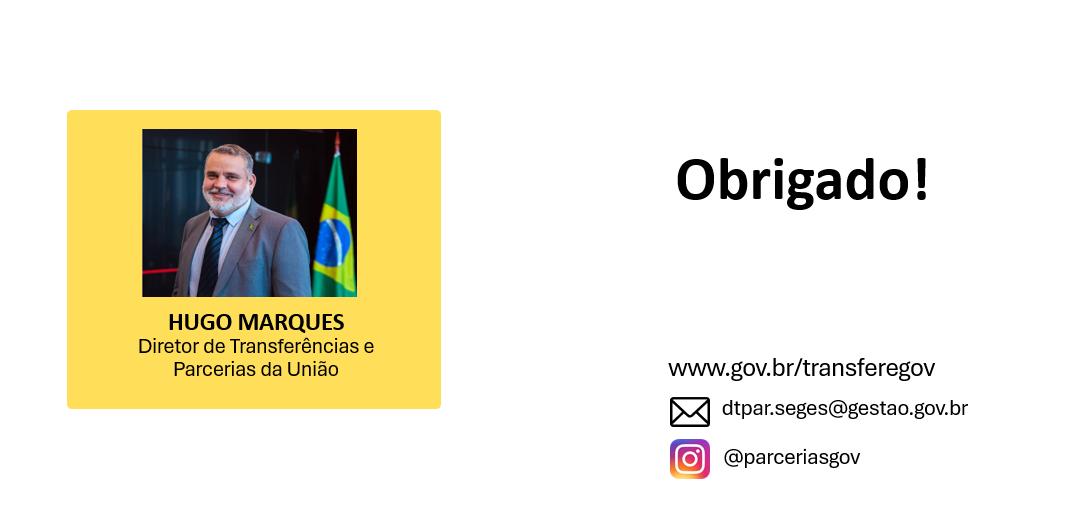 HUGO MARQUES
Diretor de Transferências e
Parcerias da União
Obrigado!
www.gov.br/transferegov
dtpar.seges@gestao.gov.br
@parceriasgov